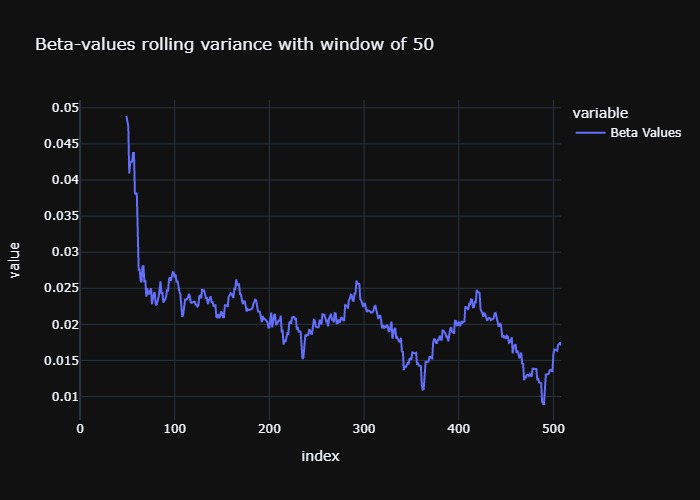 Beta-values rolling variance with window of 50
variable
Beta Values
value
0.05
0.045
0.04
0.035
0.03
0.025
0.02
0.015
0.01
0 100 200 300 400 500
index